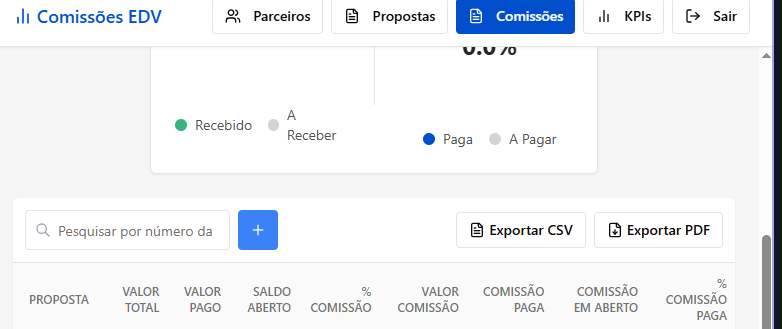 Comissões EDV
Parceiros
Propostas
Comissões
KPIs
Sair
0.0%
Recebido
A
Receber
Paga
A Pagar
Pesquisar por número da
+
Exportar CSV
Exportar PDF
PROPOSTA
VALOR
TOTAL
VALOR
PAGO
SALDO
ABERTO
%
COMISSÃO
VALOR
COMISSÃO
COMISSÃO
PAGA
COMISSÃO
EM ABERTO
%
COMISSÃO
PAGA